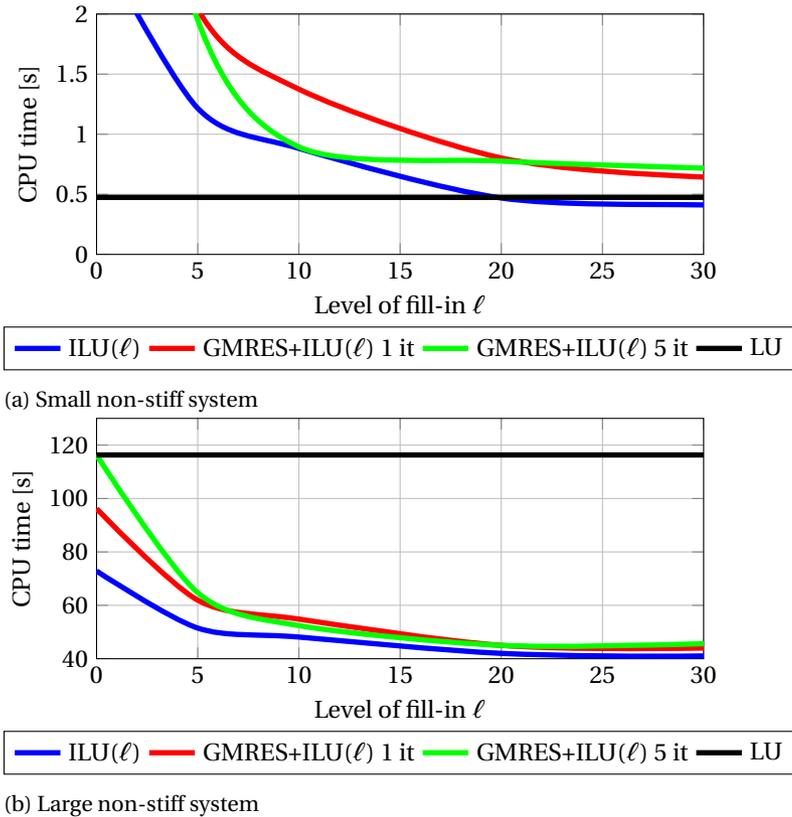 2
1.5
1
0.5
0
CPU time [s]
0 5 10 15 20 25 30
Level of fill-in ℓ
ILU(ℓ) GMRES+ILU(ℓ) 1 it GMRES+ILU(ℓ) 5 it LU
(a) Small non-stiff system
120
100
80
60
40
CPU time [s]
0 5 10 15 20 25 30
Level of fill-in ℓ
ILU(ℓ) GMRES+ILU(ℓ) 1 it GMRES+ILU(ℓ) 5 it LU
(b) Large non-stiff system